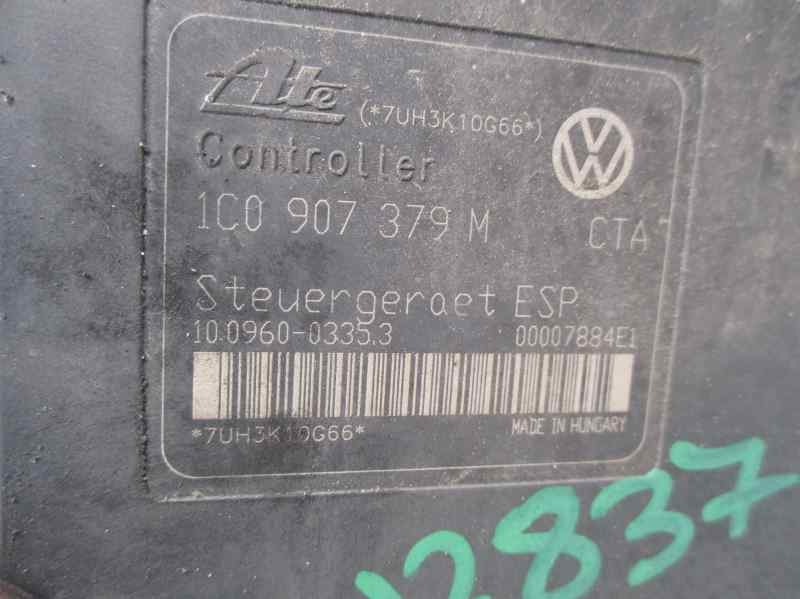 Ate (*7UH3K10G66*)
Controller
1C0 907 379 M CTA
Steuergeraet ESP
10.0960-0335.3 00007884E1
*7UH3K10G66* MADE IN HUNGARY
2837